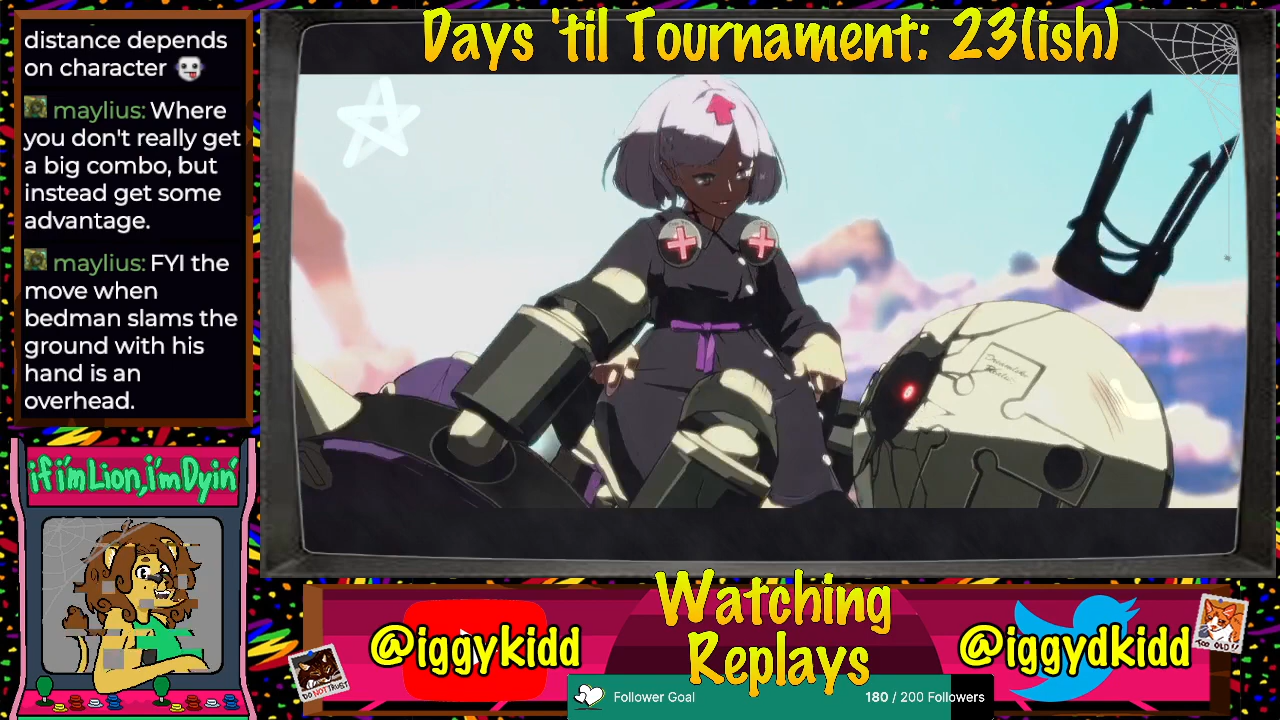 Days 'til Tournament: 23(ish)
distance depends
on character
maylius: Where
you don't really get
a big combo, but
instead get some
advantage.
maylius: FYI the
move when
bedman slams the
ground with his
hand is an
overhead.
if i'm Lion, i'm Dyin'
@iggykidd
Watching
Replays
@iggydkidd
DO NOT TRUST
TOO OLD!!
Follower Goal
180 / 200 Followers